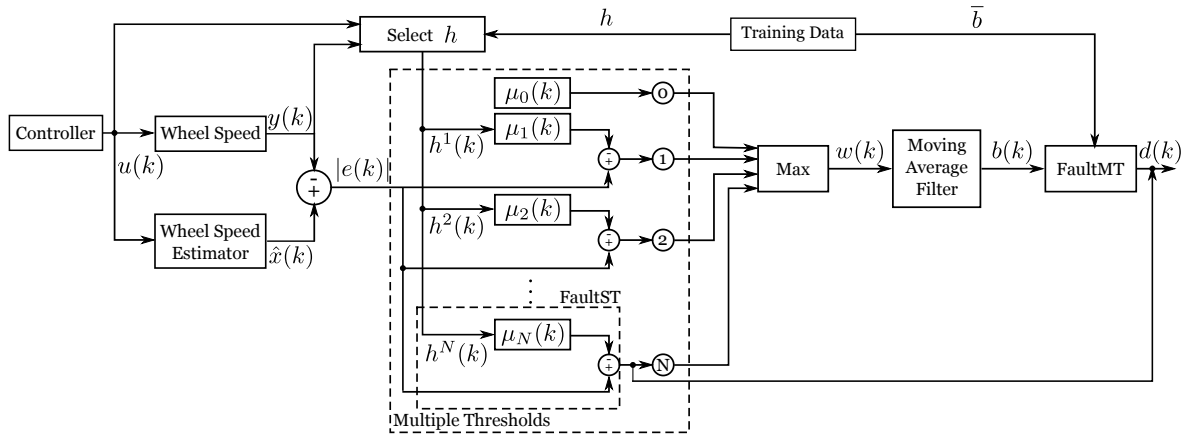 h
b̅
Select h
Training Data
μ₀(k)
0
Controller
Wheel Speed
y(k)
h¹(k)
μ₁(k)
-
+
1
u(k)
|e(k)|
-
+
Max
w(k)
Moving
Average
Filter
b(k)
FaultMT
d(k)
Wheel Speed
Estimator
x̂(k)
h²(k)
μ₂(k)
-
+
2
⋮
FaultST
hᴺ(k)
μ_N(k)
-
+
N
Multiple Thresholds